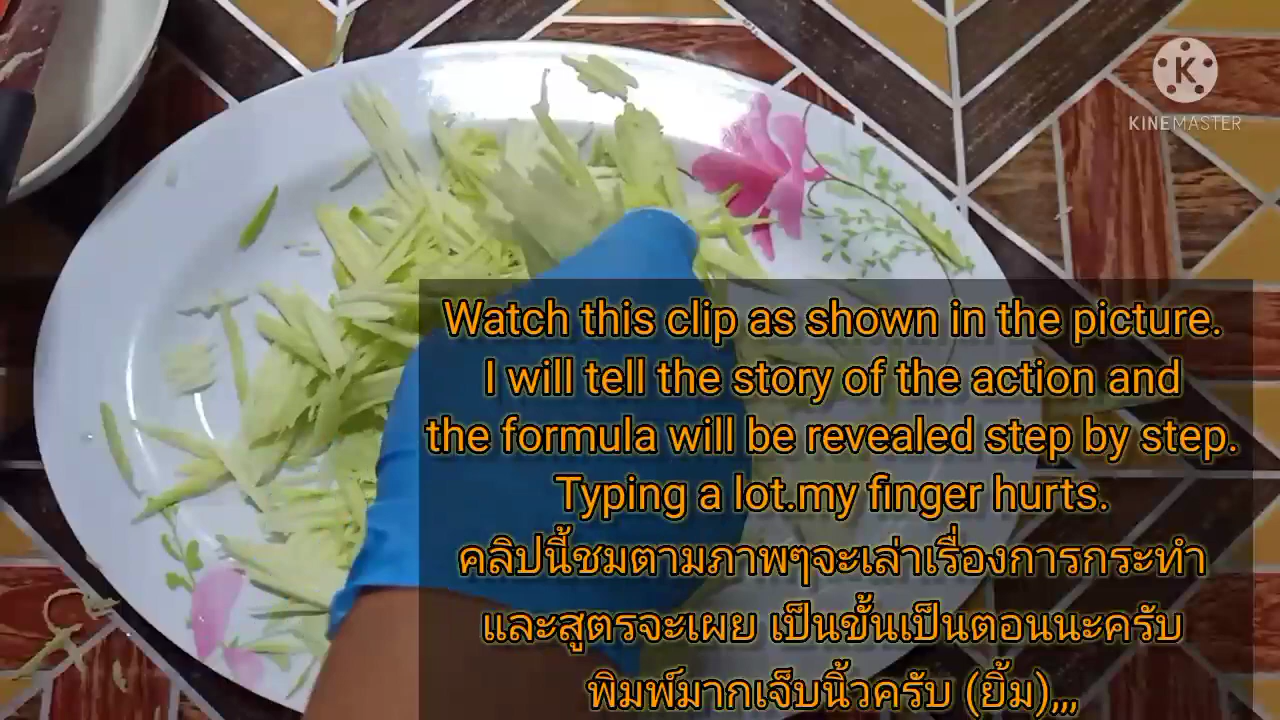 KINEMASTER
Watch this clip as shown in the picture.
I will tell the story of the action and
the formula will be revealed step by step.
Typing a lot.my finger hurts.
คลิปนี้ชมตามภาพๆจะเล่าเรื่องการกระทำ
และสูตรจะเผย เป็นขั้นเป็นตอนนะครับ
พิมพ์มากเจ็บนิ้วครับ (ยิ้ม),,,